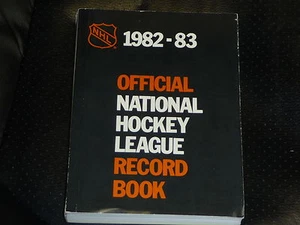 NHL
1982-83
OFFICIAL
NATIONAL
HOCKEY
LEAGUE
RECORD
BOOK